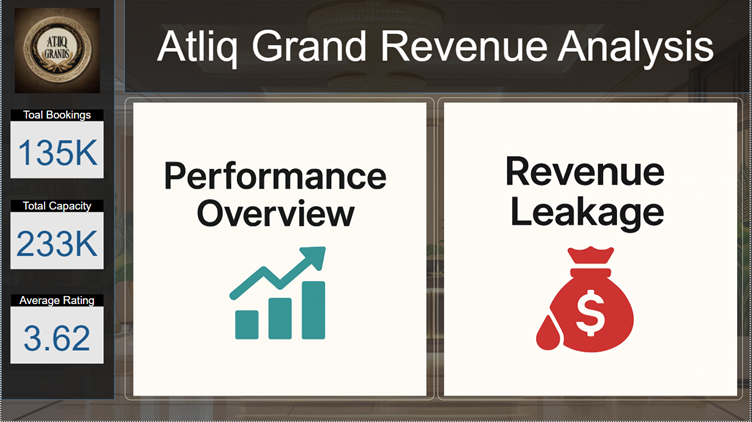 ATLIQ
GRANDS
Atliq Grand Revenue Analysis
Toal Bookings
135K
Total Capacity
233K
Average Rating
3.62
Performance
Overview
Revenue
Leakage
$